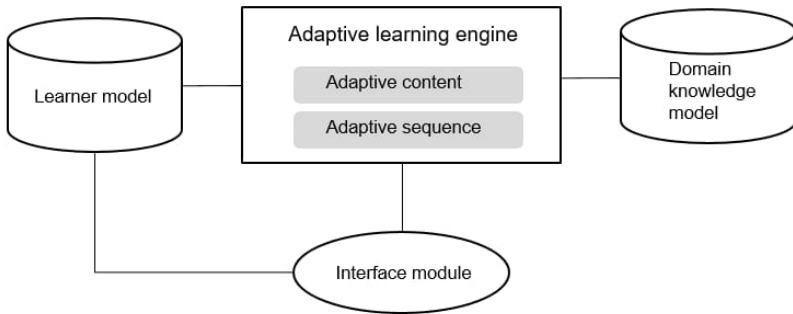 Adaptive learning engine
Adaptive content
Adaptive sequence
Learner model
Domain
knowledge
model
Interface module